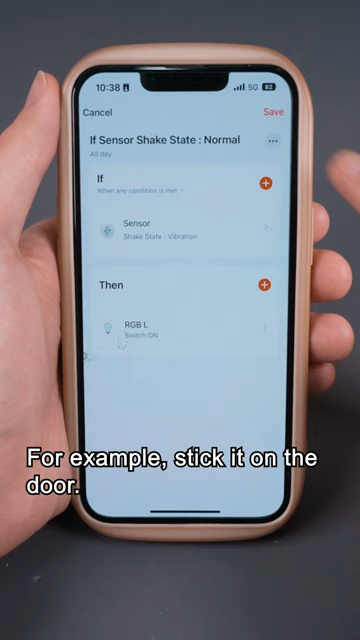 10:38
5G 82
Cancel
Save
If Sensor Shake State : Normal
All day
If
When any condition is met
Sensor
Shake State : Vibration
Then
RGB L
Switch:ON
For example, stick it on the
door.